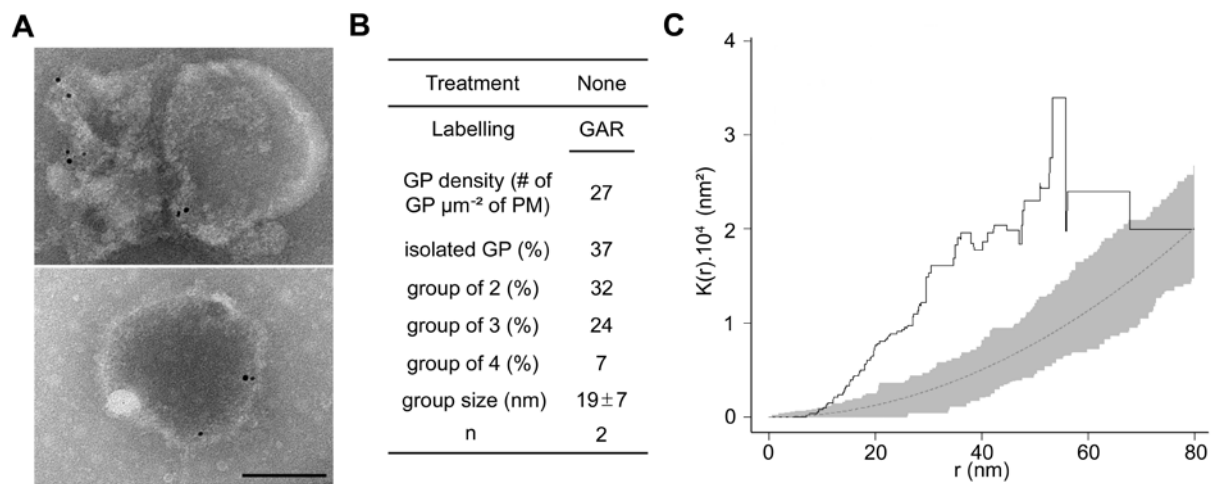 A
B
Treatment None
Labelling GAR
GP density (# of
GP µm⁻² of PM) 27
isolated GP (%) 37
group of 2 (%) 32
group of 3 (%) 24
group of 4 (%) 7
group size (nm) 19±7
n 2
C
K(r).10⁴ (nm²)
4
3
2
1
0
0 20 40 60 80
r (nm)